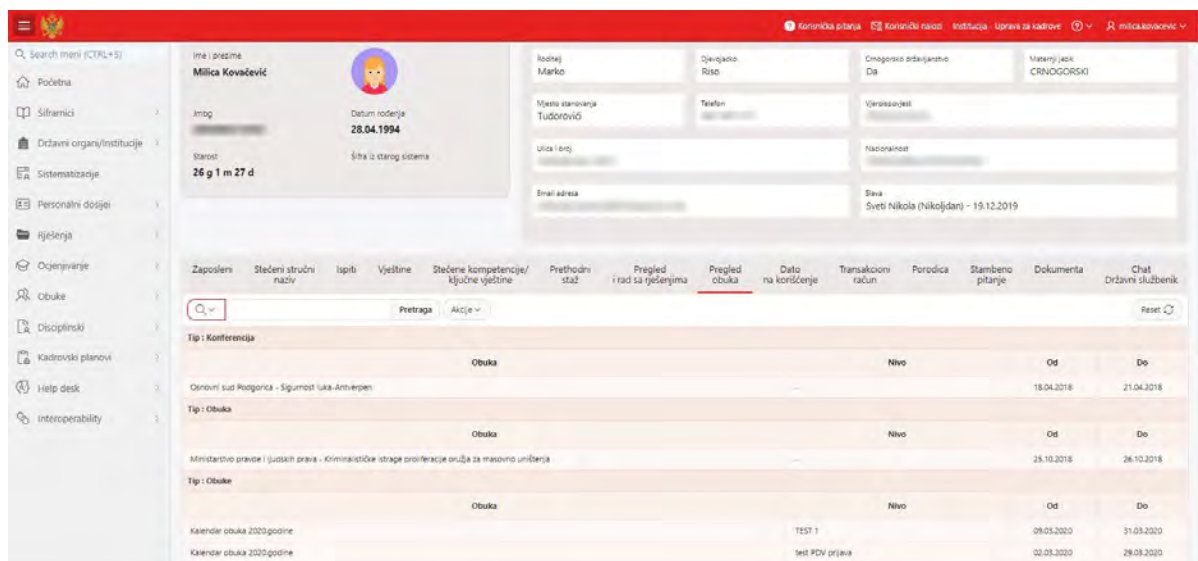 Korisnička pitanja Korisnički nalozi Institucija - Uprava za kadrove milica.kovacevic
Search meni (CTRL+S)
Početna
Šifarnici
Državni organi/Institucije
Sistematizacije
Personalni dosijei
Rješenja
Ocjenjivanje
Obuke
Disciplinski
Kadrovski planovi
Help desk
Interoperability
Ime i prezime
Milica Kovačević
Jmbg
Datum rođenja
28.04.1994
Starost
26 g 1 m 27 d
Šifra iz starog sistema
Roditelj
Marko
Djevojačko
Riso
Crnogorsko državljanstvo
Da
Maternji jezik
CRNOGORSKI
Mjesto stanovanja
Tudorovići
Telefon
Vjeroispovjest
Ulica i broj
Nacionalnost
Email adresa
Slava
Sveti Nikola (Nikoljdan) - 19.12.2019
Zaposleni Stečeni stručni naziv Ispiti Vještine Stečene kompetencije/ ključne vještine Prethodni staž Pregled i rad sa rješenjima Pregled obuka Dato na korišćenje Transakcioni račun Porodica Stambeno pitanje Dokumenta Chat Državni službenik
Pretraga Akcije Reset
Tip : Konferencija
Obuka Nivo Od Do
Osnovni sud Podgorica - Sigurnost luka-Antverpen 18.04.2018 21.04.2018
Tip : Obuka
Obuka Nivo Od Do
Ministarstvo pravde i ljudskih prava - Kriminalističke istrage proliferacije oružja za masovno uništenja 25.10.2018 26.10.2018
Tip : Obuke
Obuka Nivo Od Do
Kalendar obuka 2020.godine TEST 1 09.03.2020 31.03.2020
Kalendar obuka 2020.godine test PDV prijava 02.03.2020 29.03.2020